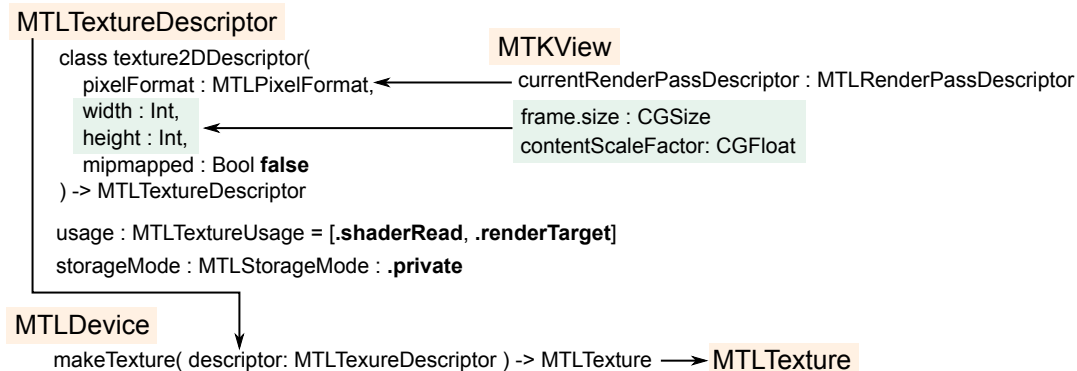 MTLTextureDescriptor
class texture2DDescriptor(
pixelFormat : MTLPixelFormat,
width : Int,
height : Int,
mipmapped : Bool false
) -> MTLTextureDescriptor
MTKView
currentRenderPassDescriptor : MTLRenderPassDescriptor
frame.size : CGSize
contentScaleFactor: CGFloat
usage : MTLTextureUsage = [.shaderRead, .renderTarget]
storageMode : MTLStorageMode : .private
MTLDevice
makeTexture( descriptor: MTLTexureDescriptor ) -> MTLTexture
MTLTexture